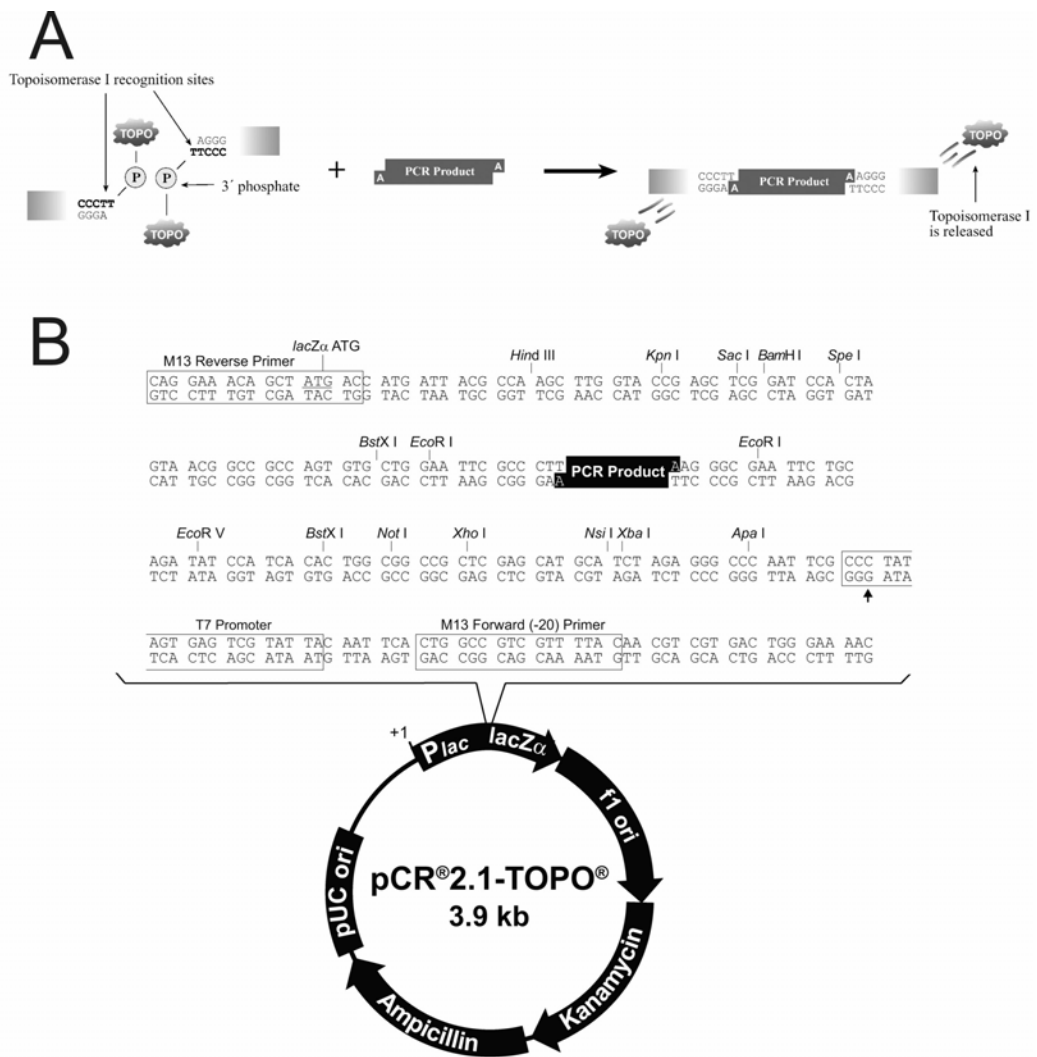 A
Topoisomerase I recognition sites
TOPO
AGGG
TTCCC
P P
3´ phosphate
CCCTT
GGGA
TOPO
+
A PCR Product A
TOPO
CCCTT PCR Product A AGGG
GGGA A TTCCC
TOPO
Topoisomerase I
is released
B
lacZα ATG
M13 Reverse Primer Hind III Kpn I Sac I BamH I Spe I
CAG GAA ACA GCT ATG ACC ATG ATT ACG CCA AGC TTG GTA CCG AGC TCG GAT CCA CTA
GTC CTT TGT CGA TAC TGG TAC TAA TGC GGT TCG AAC CAT GGC TCG AGC CTA GGT GAT
BstX I EcoR I EcoR I
GTA ACG GCC GCC AGT GTG CTG GAA TTC GCC CTT PCR Product AAG GGC GAA TTC TGC
CAT TGC CGG CGG TCA CAC GAC CTT AAG CGG GAA TTC CCG CTT AAG ACG
EcoR V BstX I Not I Xho I Nsi I Xba I Apa I
AGA TAT CCA TCA CAC TGG CGG CCG CTC GAG CAT GCA TCT AGA GGG CCC AAT TCG CCC TAT
TCT ATA GGT AGT GTG ACC GCC GGC GAG CTC GTA CGT AGA TCT CCC GGG TTA AGC GGG ATA
T7 Promoter M13 Forward (-20) Primer
AGT GAG TCG TAT TAC AAT TCA CTG GCC GTC GTT TTA CAA CGT CGT GAC TGG GAA AAC
TCA CTC AGC ATA ATG TTA AGT GAC CGG CAG CAA AAT GTT GCA GCA CTG ACC CTT TTG
+1
Plac lacZα
f1 ori
Kanamycin
Ampicillin
pUC ori
pCR®2.1-TOPO®
3.9 kb